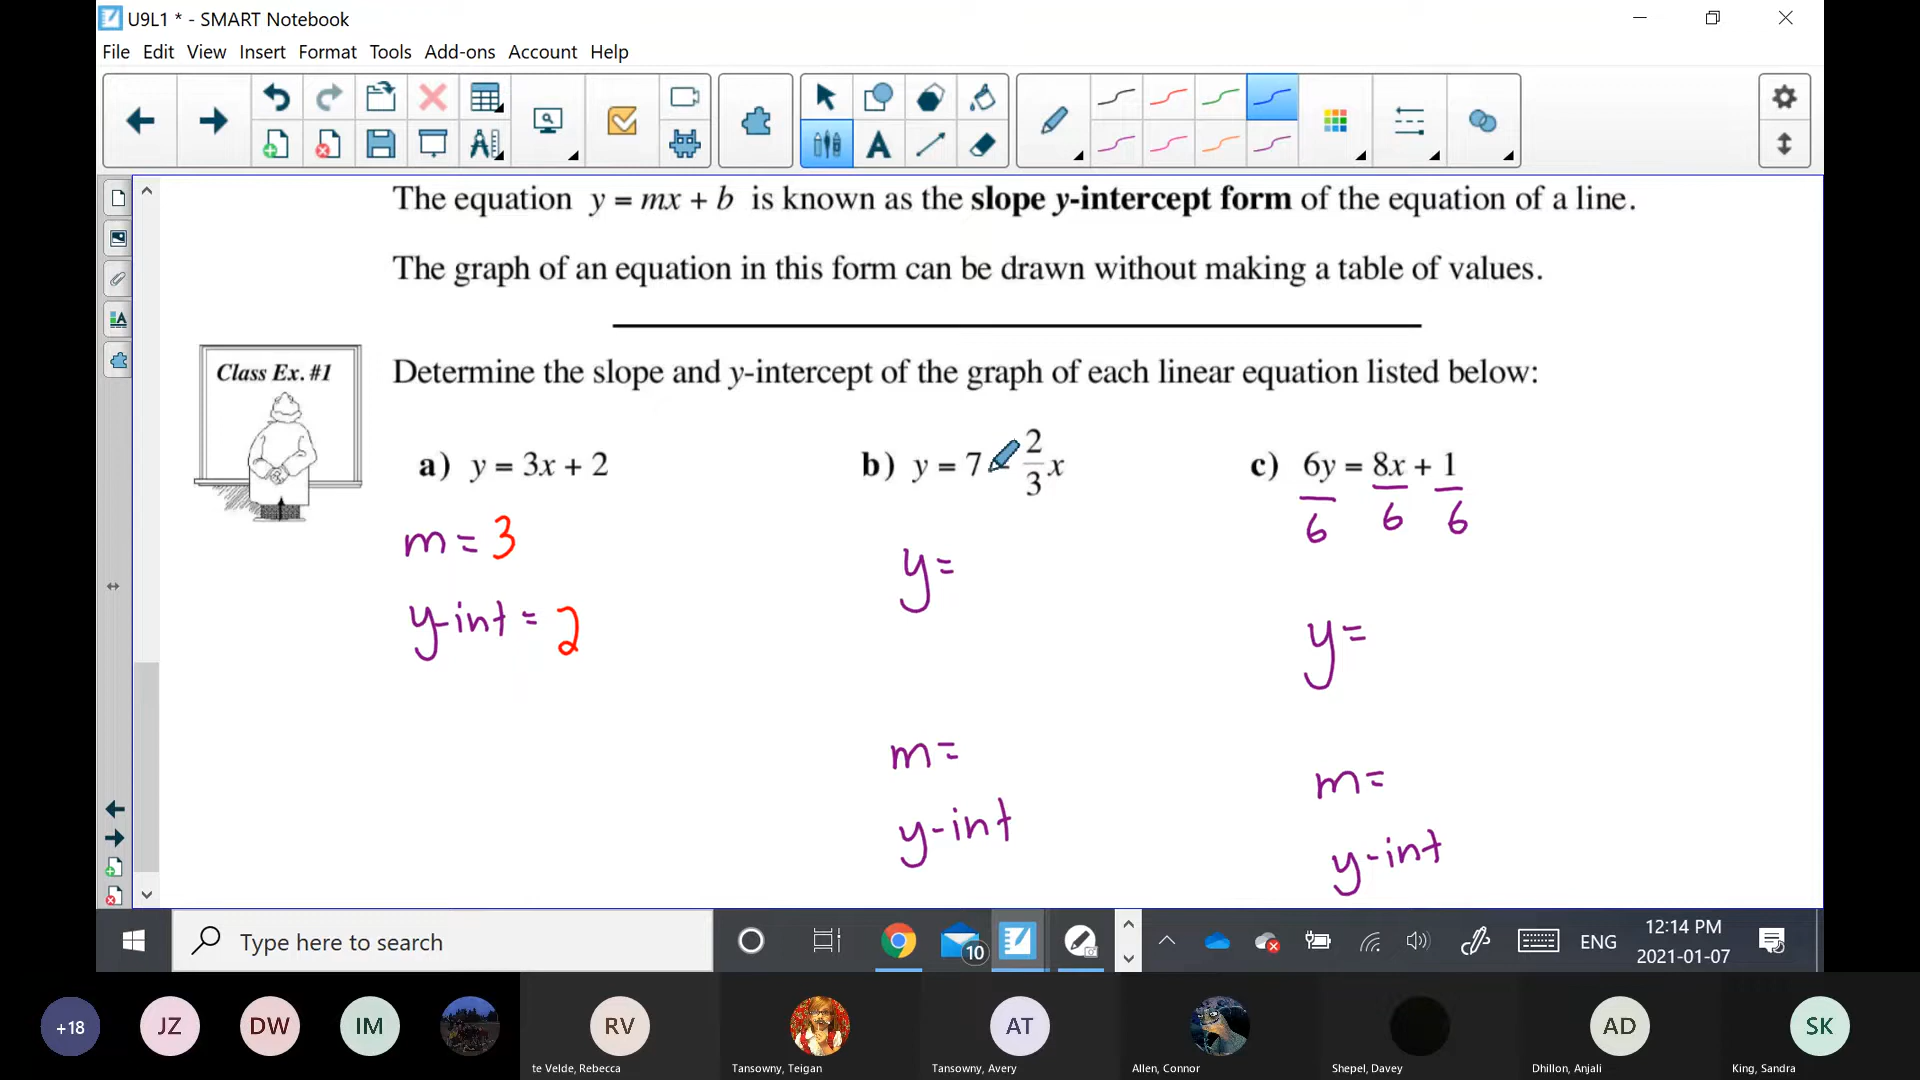 U9L1 * - SMART Notebook
File Edit View Insert Format Tools Add-ons Account Help
The equation y = mx + b is known as the slope y-intercept form of the equation of a line.
The graph of an equation in this form can be drawn without making a table of values.
Class Ex. #1
Determine the slope and y-intercept of the graph of each linear equation listed below:
a) y = 3x + 2
b) y = 7 2/3 x
c) 6y = 8x + 1
6 6 6
m = 3
y-int = 2
y=
m=
y-int
y=
m=
y-int
Type here to search
10
ENG
12:14 PM
2021-01-07
+18
JZ
DW
IM
RV
AT
AD
SK
te Velde, Rebecca
Tansowny, Teigan
Tansowny, Avery
Allen, Connor
Shepel, Davey
Dhillon, Anjali
King, Sandra